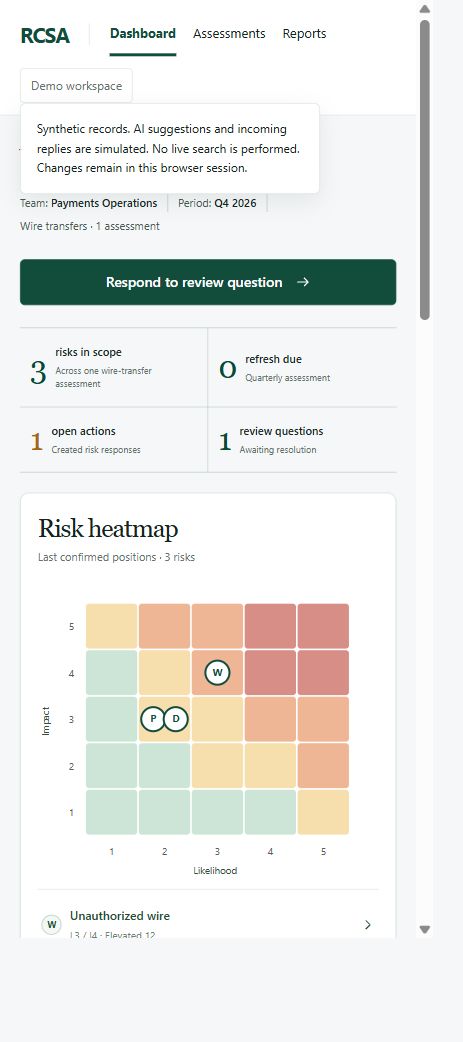 RCSA
Dashboard Assessments Reports
Demo workspace
Synthetic records. AI suggestions and incoming
replies are simulated. No live search is performed.
Changes remain in this browser session.
Team: Payments Operations Period: Q4 2026
Wire transfers · 1 assessment
Respond to review question →
3 risks in scope
Across one wire-transfer
assessment
0 refresh due
Quarterly assessment
1 open actions
Created risk responses
1 review questions
Awaiting resolution
Risk heatmap
Last confirmed positions · 3 risks
5
4 W
Impact
3 P D
2
1
1 2 3 4 5
Likelihood
W Unauthorized wire
L3 / I4 · Elevated 12